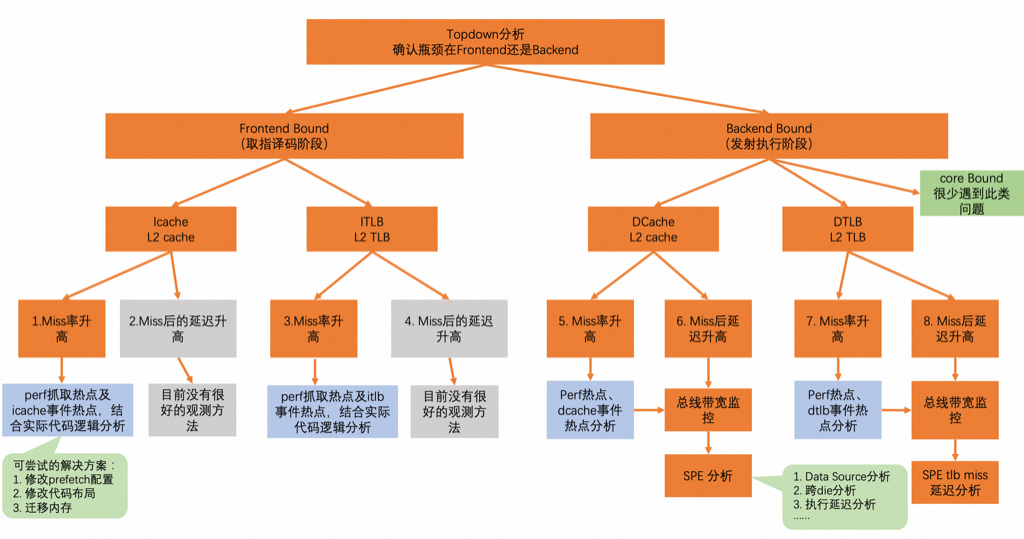 Topdown分析
确认瓶颈在Frontend还是Backend
Frontend Bound
（取指译码阶段）
Backend Bound
（发射执行阶段）
core Bound
很少遇到此类
问题
Icache
L2 cache
ITLB
L2 TLB
DCache
L2 cache
DTLB
L2 TLB
1.Miss率升
高
2.Miss后的延迟升
高
3.Miss率升
高
4. Miss后的延迟
升高
5. Miss率升
高
6. Miss后延
迟升高
7. Miss率升
高
8. Miss后延
迟升高
perf抓取热点及
icache事件热点，结
合实际代码逻辑分析
目前没有很
好的观测方
法
perf抓取热点及itlb
事件热点，结合实际
代码逻辑分析
目前没有很
好的观测方
法
Perf热点、
dcache事件
热点分析
总线带宽监
控
Perf热点、
dtlb事件热
点分析
总线带宽监
控
可尝试的解决方案：
1. 修改prefetch配置
2. 修改代码布局
3. 迁移内存
SPE 分析
1. Data Source分析
2. 跨die分析
3. 执行延迟分析
......
SPE tlb miss
延迟分析